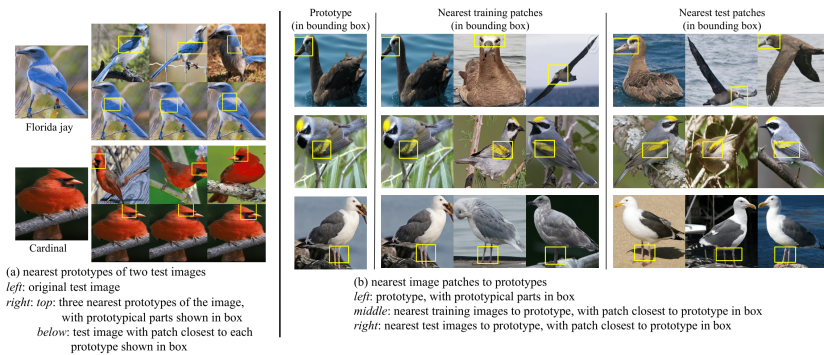 Florida jay
Cardinal
(a) nearest prototypes of two test images
left: original test image
right: top: three nearest prototypes of the image,
with prototypical parts shown in box
below: test image with patch closest to each
prototype shown in box
Prototype
(in bounding box)
Nearest training patches
(in bounding box)
Nearest test patches
(in bounding box)
(b) nearest image patches to prototypes
left: prototype, with prototypical parts in box
middle: nearest training images to prototype, with patch closest to prototype in box
right: nearest test images to prototype, with patch closest to prototype in box